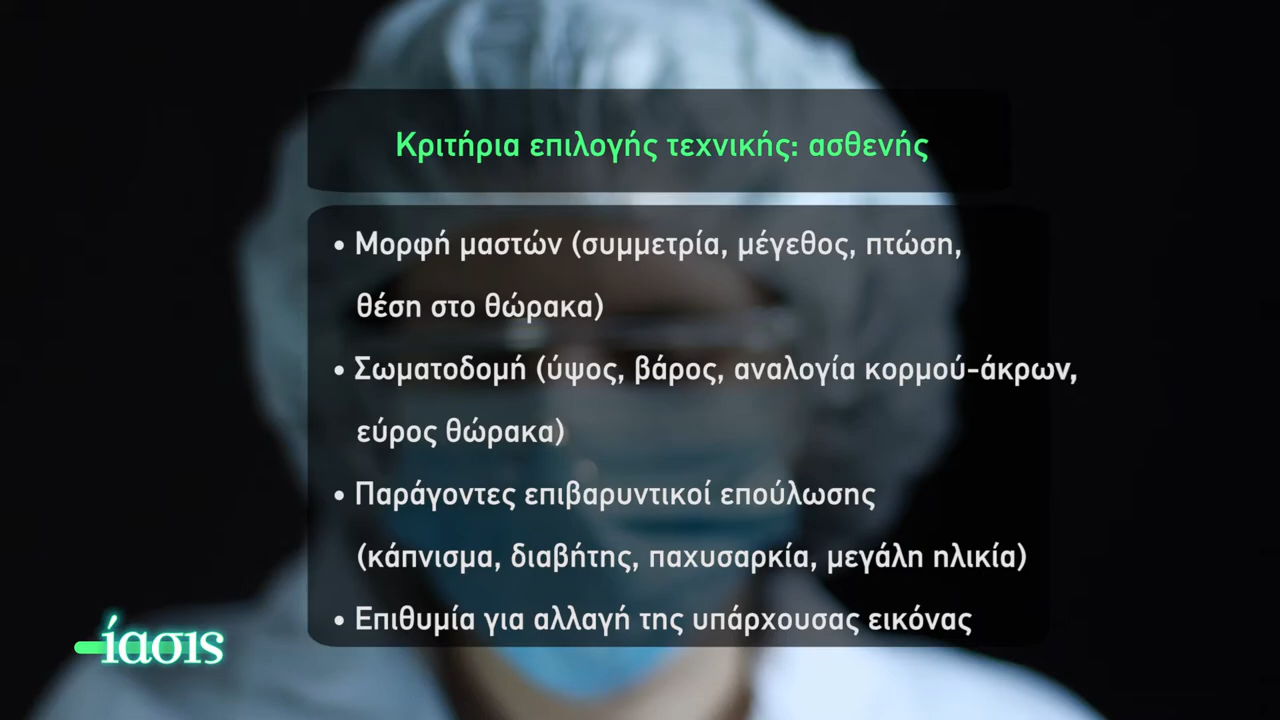 Κριτήρια επιλογής τεχνικής: ασθενής
• Μορφή μαστών (συμμετρία, μέγεθος, πτώση,
θέση στο θώρακα)
• Σωματοδομή (ύψος, βάρος, αναλογία κορμού-άκρων,
εύρος θώρακα)
• Παράγοντες επιβαρυντικοί επούλωσης
(κάπνισμα, διαβήτης, παχυσαρκία, μεγάλη ηλικία)
• Επιθυμία για αλλαγή της υπάρχουσας εικόνας
ίασις